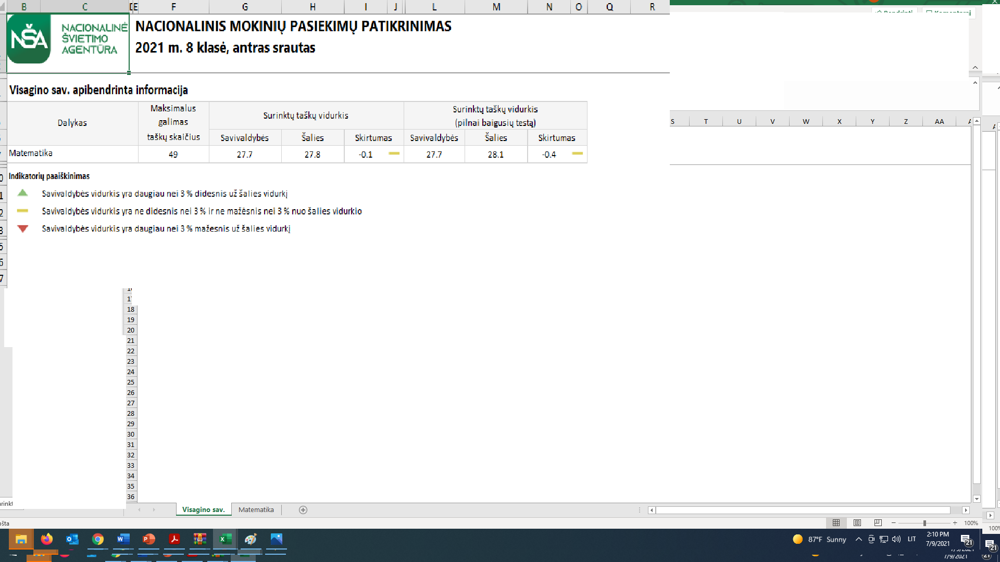 B C E F G H I J L M N O Q R
NŠA
NACIONALINĖ
ŠVIETIMO
AGENTŪRA
NACIONALINIS MOKINIŲ PASIEKIMŲ PATIKRINIMAS
2021 m. 8 klasė, antras srautas
Visagino sav. apibendrinta informacija
Dalykas
Maksimalus
galimas
taškų skaičius
Surinktų taškų vidurkis
Surinktų taškų vidurkis
(pilnai baigusių testą)
Savivaldybės Šalies Skirtumas Savivaldybės Šalies Skirtumas
Matematika 49 27.7 27.8 -0.1 27.7 28.1 -0.4
Indikatorių paaiškinimas
Savivaldybės vidurkis yra daugiau nei 3 % didesnis už šalies vidurkį
Savivaldybės vidurkis yra ne didesnis nei 3 % ir ne mažėsnis nei 3 % nuo šalies vidurkio
Savivaldybės vidurkis yra daugiau nei 3 % mažesnis už šalies vidurkį
S T U V W X Y Z AA
18
19
20
21
22
23
24
25
26
27
28
29
30
31
32
33
34
35
36
Visagino sav. Matematika
100%
87°F Sunny
LIT
2:10 PM
7/9/2021
21
21
7/9/2021